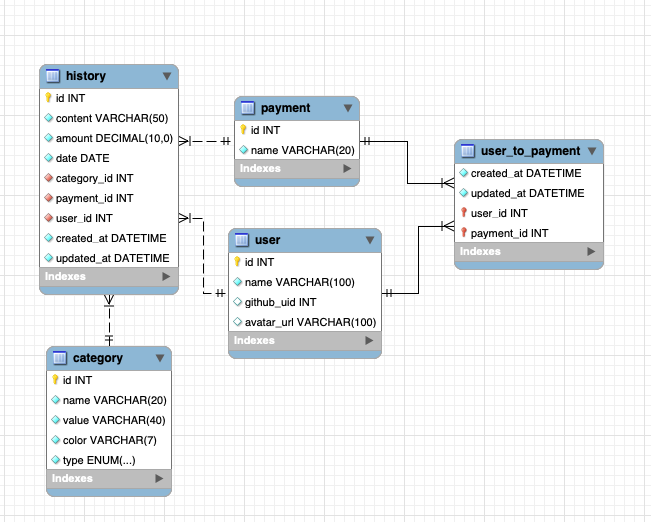 history
id INT
content VARCHAR(50)
amount DECIMAL(10,0)
date DATE
category_id INT
payment_id INT
user_id INT
created_at DATETIME
updated_at DATETIME
Indexes
payment
id INT
name VARCHAR(20)
Indexes
user_to_payment
created_at DATETIME
updated_at DATETIME
user_id INT
payment_id INT
Indexes
user
id INT
name VARCHAR(100)
github_uid INT
avatar_url VARCHAR(100)
Indexes
category
id INT
name VARCHAR(20)
value VARCHAR(40)
color VARCHAR(7)
type ENUM(...)
Indexes